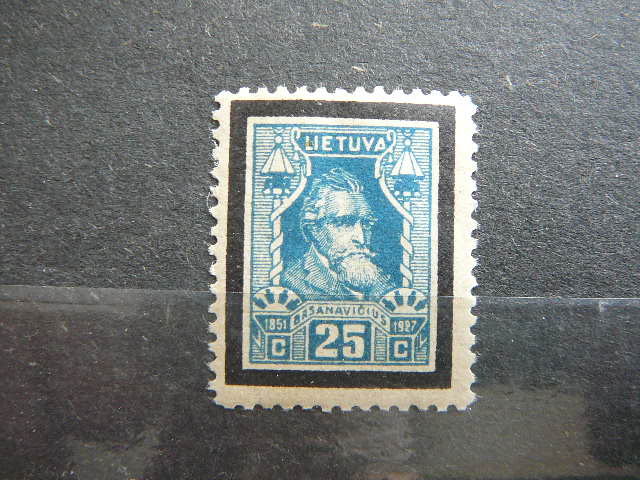 LIETUVA
BASANAVIČIUS
1851 1927
C 25 C